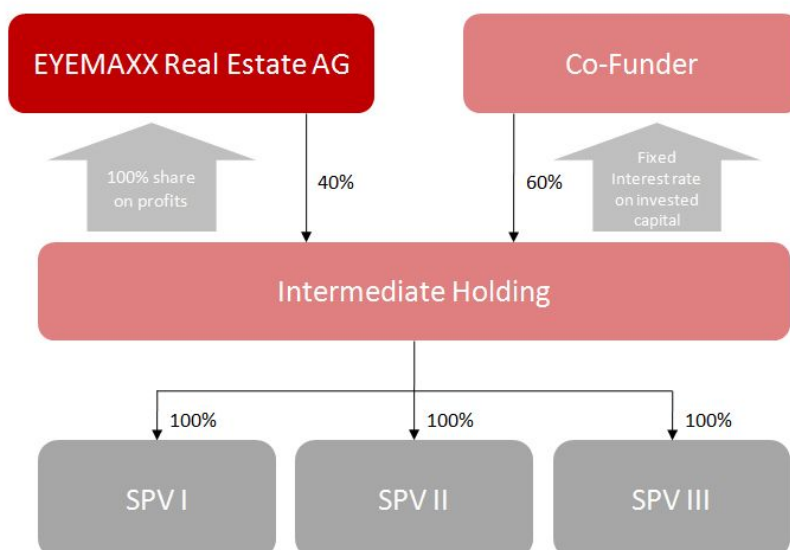 EYEMAXX Real Estate AG
Co-Funder
100% share
on profits
40%
60%
Fixed
Interest rate
on invested
capital
Intermediate Holding
100%
100%
100%
SPV I
SPV II
SPV III